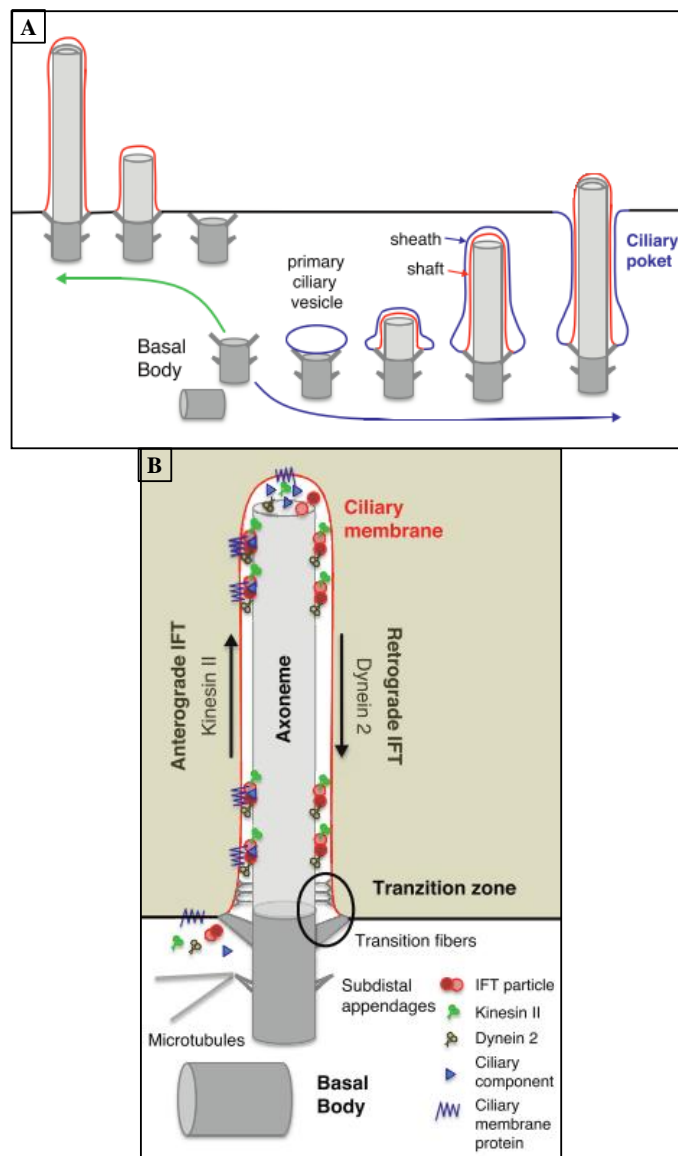 A
sheath
shaft
primary
ciliary
vesicle
Ciliary
poket
Basal
Body
B
Ciliary
membrane
Anterograde IFT
Kinesin II
Axoneme
Retrograde IFT
Dynein 2
Tranzition zone
Transition fibers
Subdistal
appendages
Microtubules
Basal
Body
IFT particle
Kinesin II
Dynein 2
Ciliary
component
Ciliary
membrane
protein